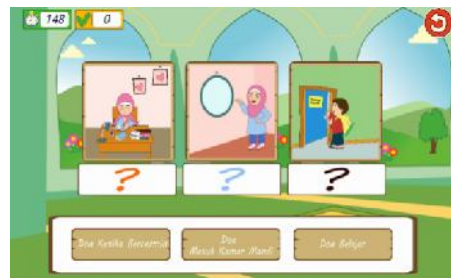 148
0
?
?
?
Doa Ketika Bercermin
Doa
Masuk Kamar Mandi
Doa Belajar